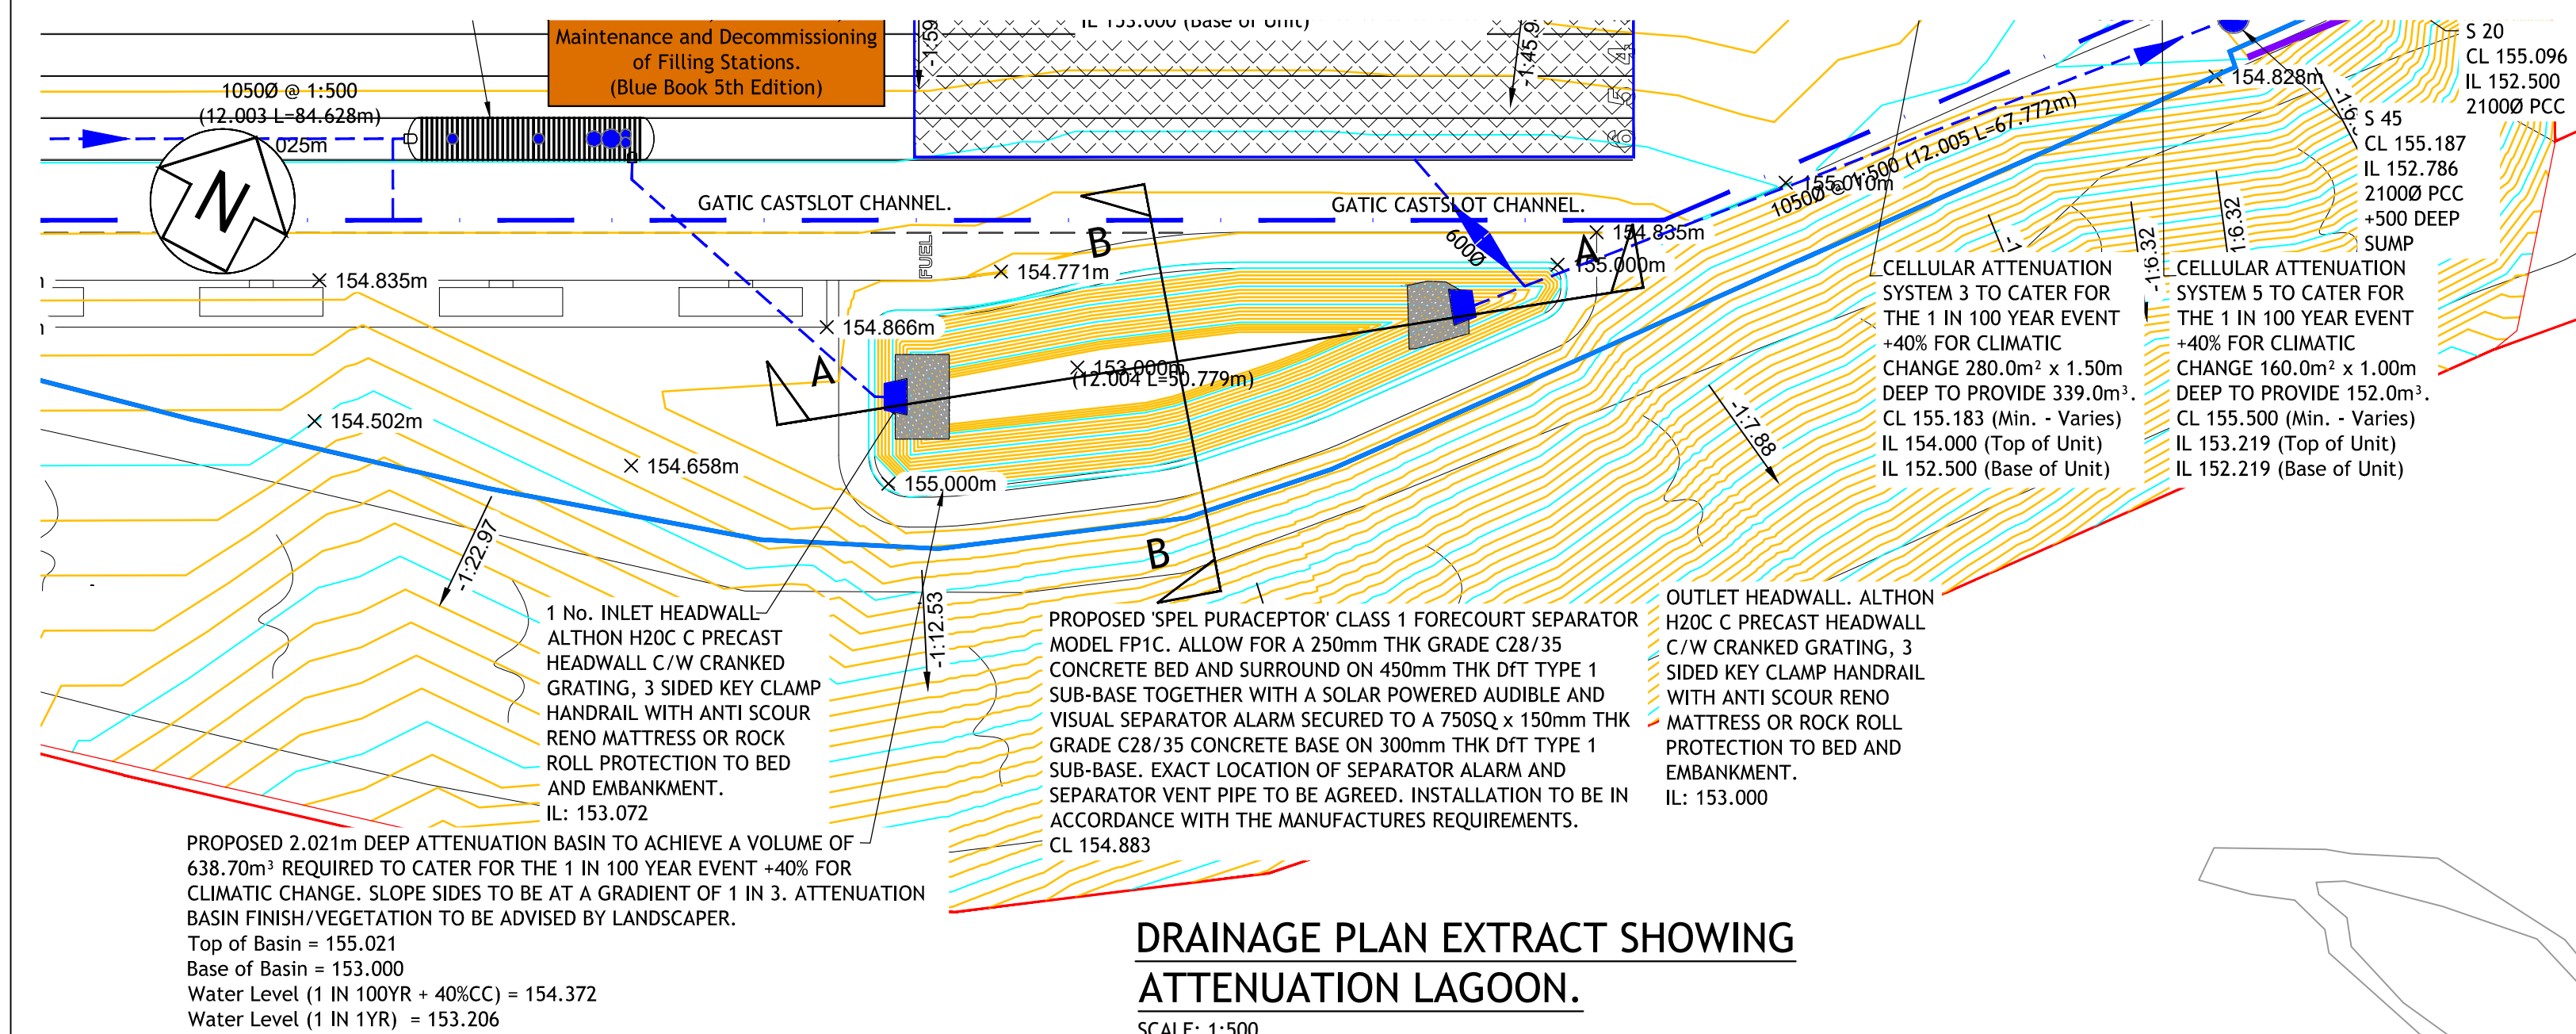 IL 153.000 (Base of Unit)
Maintenance and Decommissioning
of Filling Stations.
(Blue Book 5th Edition)
1050Ø @ 1:500
(12.003 L=84.628m)
025m
N
-1:59
-1:45.9
4
5
6
GATIC CASTSLOT CHANNEL.
GATIC CASTSLOT CHANNEL.
FUEL
B
A
600Ø
154.835m
154.771m
154.866m
154.835m
155.000m
155.010m
154.828m
1050Ø @ 1:500 (12.005 L=67.772m)
A
153.000m
(12.004 L=50.779m)
154.502m
154.658m
155.000m
B
-1:22.97
-1:12.53
-1:7.88
-1:6.32
-1:6.32
S 20
CL 155.096
IL 152.500
2100Ø PCC
S 45
CL 155.187
IL 152.786
2100Ø PCC
+500 DEEP
SUMP
CELLULAR ATTENUATION
SYSTEM 3 TO CATER FOR
THE 1 IN 100 YEAR EVENT
+40% FOR CLIMATIC
CHANGE 280.0m² x 1.50m
DEEP TO PROVIDE 339.0m³.
CL 155.183 (Min. - Varies)
IL 154.000 (Top of Unit)
IL 152.500 (Base of Unit)
CELLULAR ATTENUATION
SYSTEM 5 TO CATER FOR
THE 1 IN 100 YEAR EVENT
+40% FOR CLIMATIC
CHANGE 160.0m² x 1.00m
DEEP TO PROVIDE 152.0m³.
CL 155.500 (Min. - Varies)
IL 153.219 (Top of Unit)
IL 152.219 (Base of Unit)
1 No. INLET HEADWALL
ALTHON H20C C PRECAST
HEADWALL C/W CRANKED
GRATING, 3 SIDED KEY CLAMP
HANDRAIL WITH ANTI SCOUR
RENO MATTRESS OR ROCK
ROLL PROTECTION TO BED
AND EMBANKMENT.
IL: 153.072
PROPOSED 'SPEL PURACEPTOR' CLASS 1 FORECOURT SEPARATOR
MODEL FP1C. ALLOW FOR A 250mm THK GRADE C28/35
CONCRETE BED AND SURROUND ON 450mm THK DfT TYPE 1
SUB-BASE TOGETHER WITH A SOLAR POWERED AUDIBLE AND
VISUAL SEPARATOR ALARM SECURED TO A 750SQ x 150mm THK
GRADE C28/35 CONCRETE BASE ON 300mm THK DfT TYPE 1
SUB-BASE. EXACT LOCATION OF SEPARATOR ALARM AND
SEPARATOR VENT PIPE TO BE AGREED. INSTALLATION TO BE IN
ACCORDANCE WITH THE MANUFACTURES REQUIREMENTS.
CL 154.883
OUTLET HEADWALL. ALTHON
H20C C PRECAST HEADWALL
C/W CRANKED GRATING, 3
SIDED KEY CLAMP HANDRAIL
WITH ANTI SCOUR RENO
MATTRESS OR ROCK ROLL
PROTECTION TO BED AND
EMBANKMENT.
IL: 153.000
PROPOSED 2.021m DEEP ATTENUATION BASIN TO ACHIEVE A VOLUME OF
638.70m³ REQUIRED TO CATER FOR THE 1 IN 100 YEAR EVENT +40% FOR
CLIMATIC CHANGE. SLOPE SIDES TO BE AT A GRADIENT OF 1 IN 3. ATTENUATION
BASIN FINISH/VEGETATION TO BE ADVISED BY LANDSCAPER.
Top of Basin = 155.021
Base of Basin = 153.000
Water Level (1 IN 100YR + 40%CC) = 154.372
Water Level (1 IN 1YR) = 153.206
DRAINAGE PLAN EXTRACT SHOWING
ATTENUATION LAGOON.
SCALE: 1:500